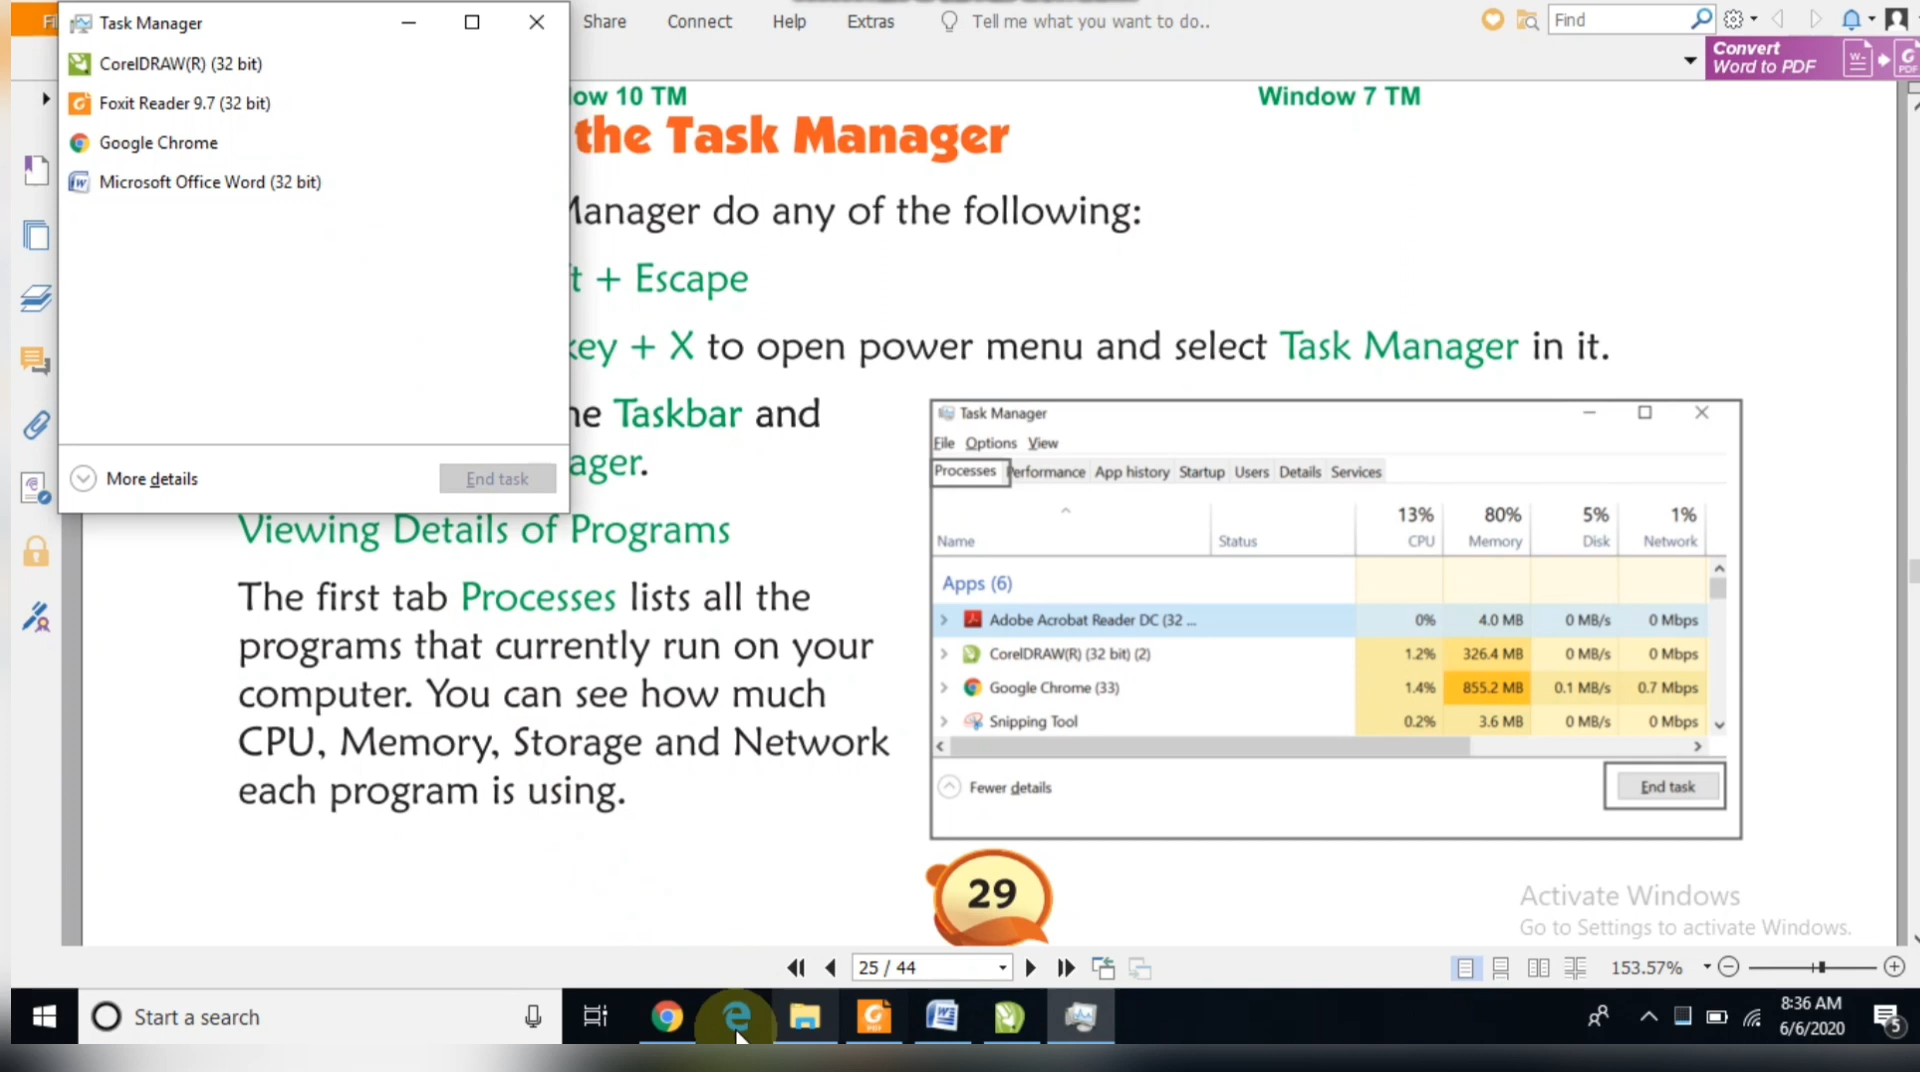 Task Manager
CorelDRAW(R) (32 bit)
Foxit Reader 9.7 (32 bit)
Google Chrome
Microsoft Office Word (32 bit)
More details
End task
Share Connect Help Extras Tell me what you want to do.. Find
Convert
Word to PDF
ow 10 TM Window 7 TM
the Task Manager
Manager do any of the following:
t + Escape
key + X to open power menu and select Task Manager in it.
he Taskbar and
ager.
Viewing Details of Programs
The first tab Processes lists all the
programs that currently run on your
computer. You can see how much
CPU, Memory, Storage and Network
each program is using.
Task Manager
File Options View
Processes Performance App history Startup Users Details Services
13% 80% 5% 1%
Name Status CPU Memory Disk Network
Apps (6)
Adobe Acrobat Reader DC (32 ... 0% 4.0 MB 0 MB/s 0 Mbps
CorelDRAW(R) (32 bit) (2) 1.2% 326.4 MB 0 MB/s 0 Mbps
Google Chrome (33) 1.4% 855.2 MB 0.1 MB/s 0.7 Mbps
Snipping Tool 0.2% 3.6 MB 0 MB/s 0 Mbps
Fewer details End task
29
Activate Windows
Go to Settings to activate Windows.
25 / 44 153.57%
Start a search
8:36 AM
6/6/2020
5